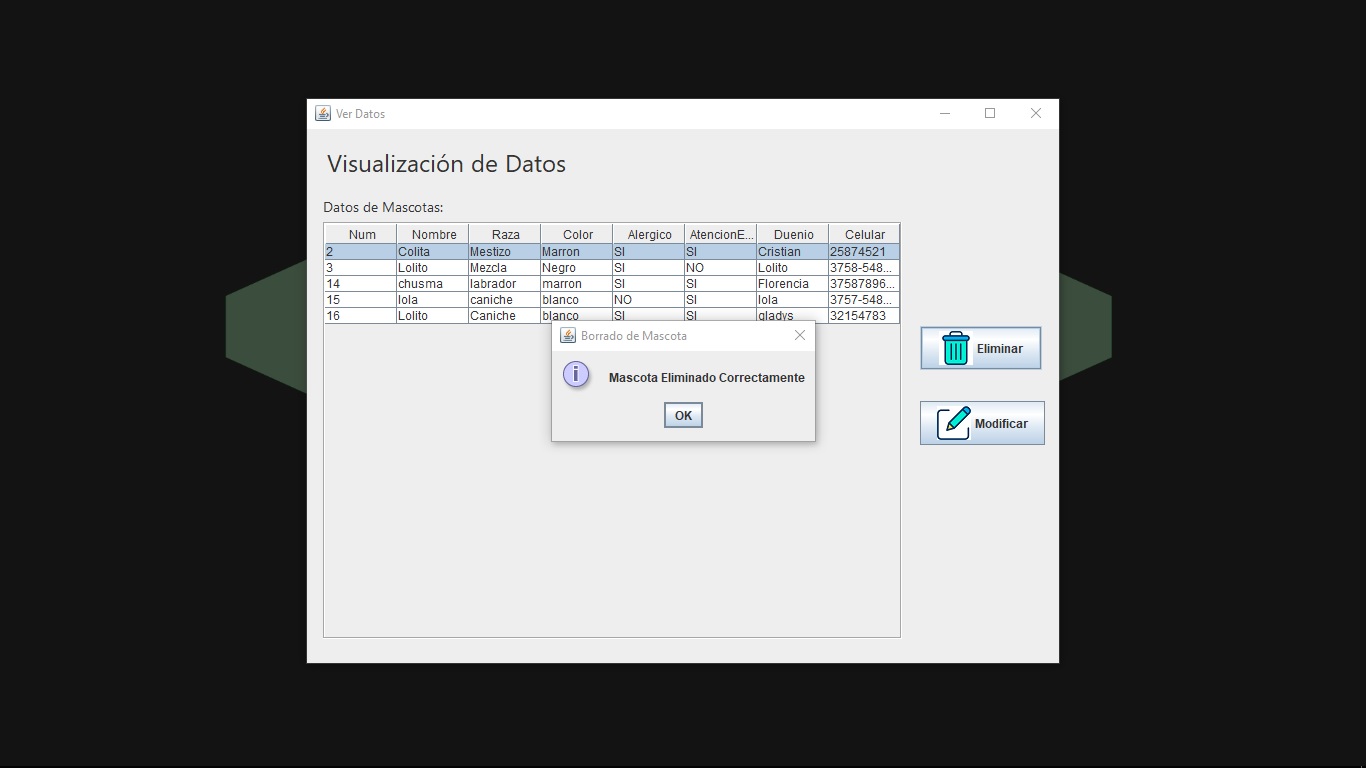 Ver Datos
Visualización de Datos
Datos de Mascotas:
Num Nombre Raza Color Alergico AtencionE... Duenio Celular
2 Colita Mestizo Marron SI SI Cristian 25874521
3 Lolito Mezcla Negro SI NO Lolito 3758-548...
14 chusma labrador marron SI SI Florencia 37587896...
15 lola caniche blanco NO SI lola 3757-548...
16 Lolito Caniche blanco SI SI gladys 32154783
Borrado de Mascota
Mascota Eliminado Correctamente
OK
Eliminar
Modificar